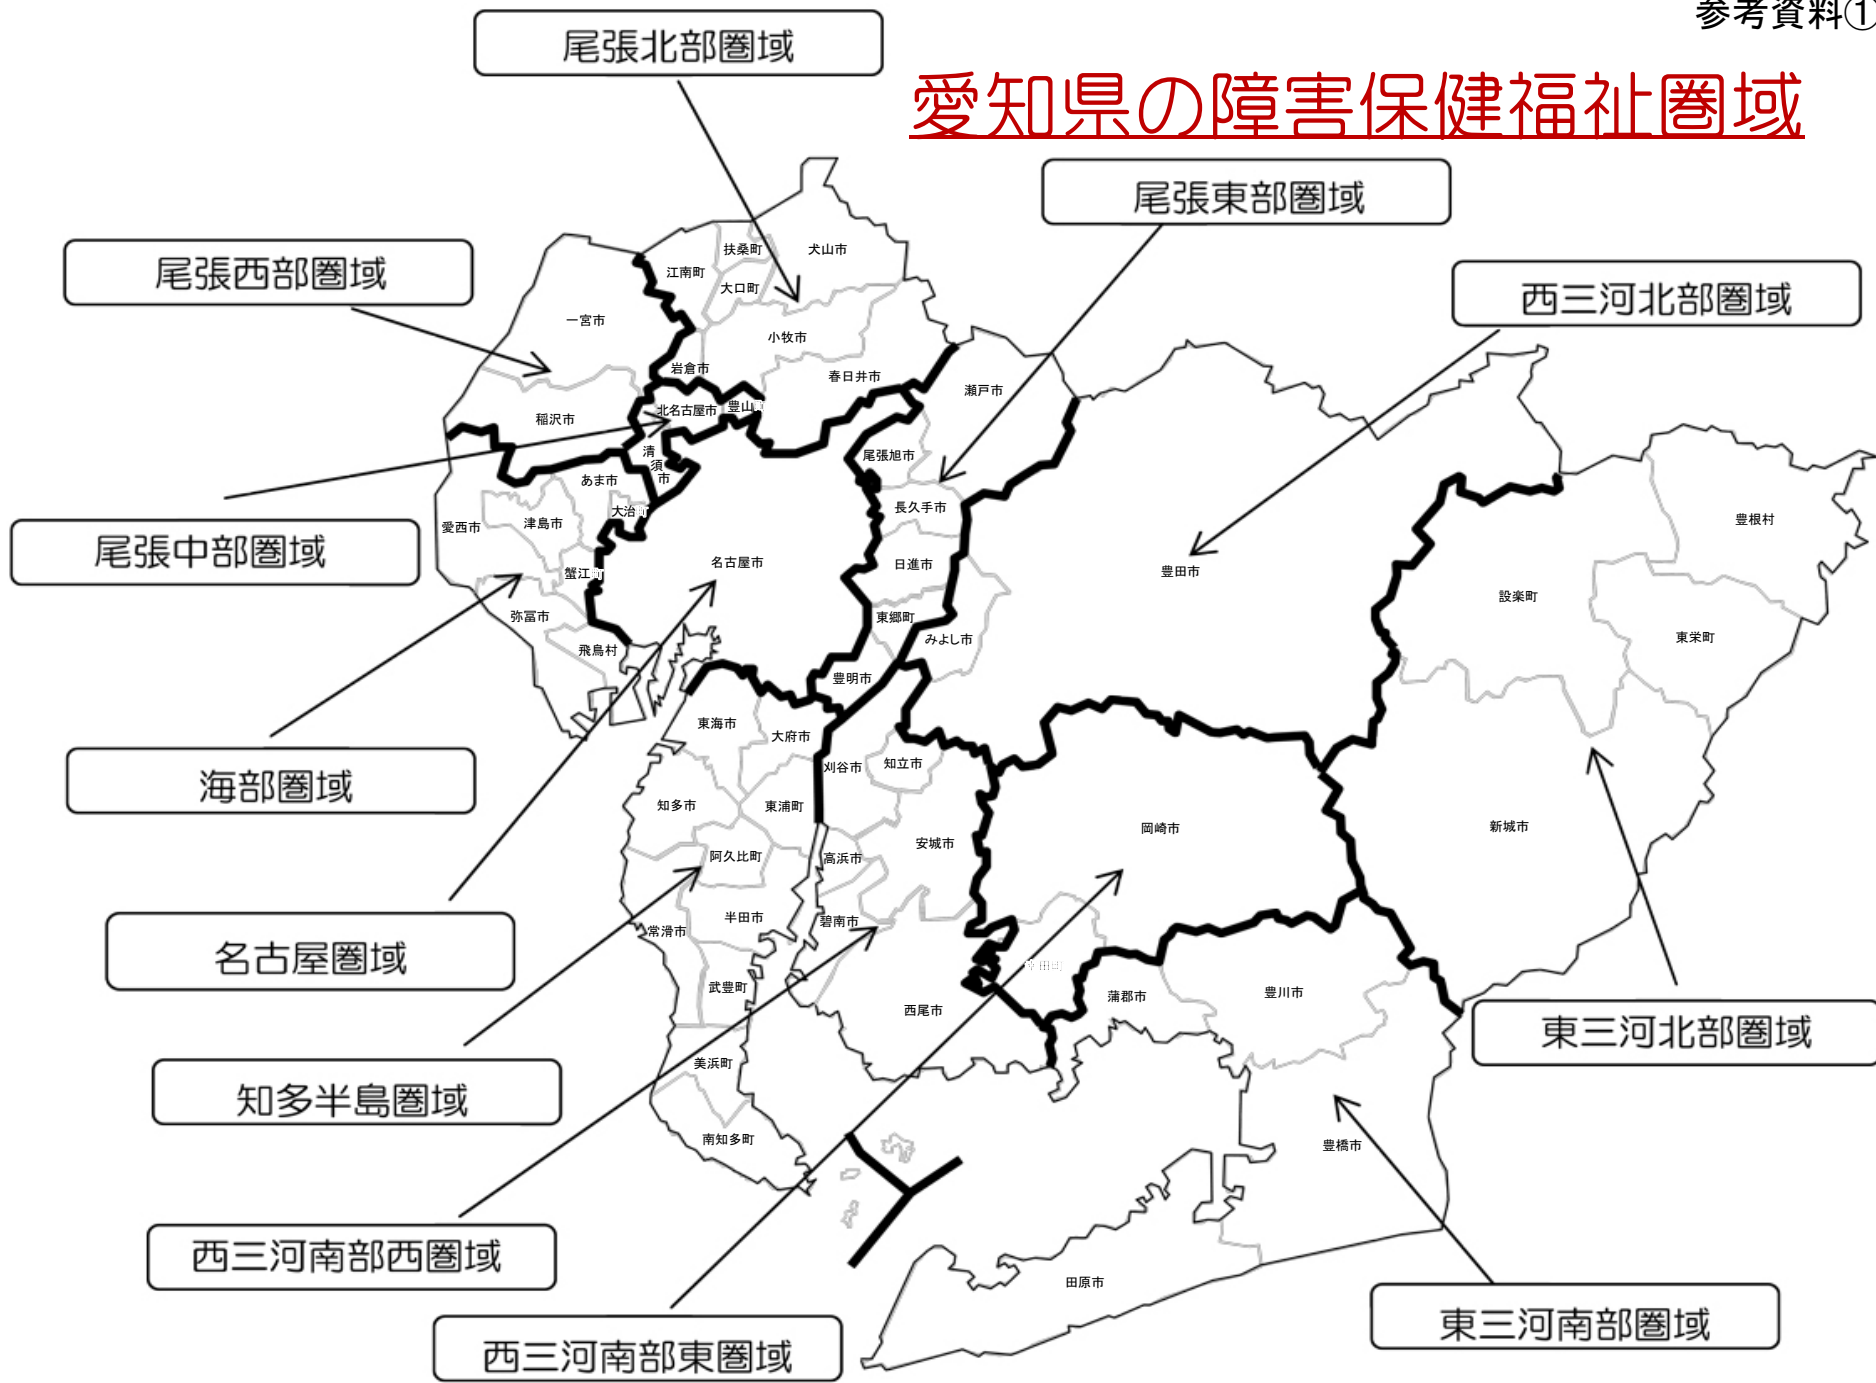 参考資料①
尾張北部圏域
愛知県の障害保健福祉圏域
尾張東部圏域
尾張西部圏域
西三河北部圏域
扶桑町
犬山市
江南町
大口町
一宮市
小牧市
岩倉市
春日井市
瀬戸市
稲沢市
北名古屋市
豊山町
清須市
尾張旭市
あま市
大治町
長久手市
愛西市
津島市
豊根村
尾張中部圏域
名古屋市
日進市
蟹江町
豊田市
設楽町
弥冨市
東郷町
みよし市
東栄町
飛鳥村
豊明市
東海市
大府市
刈谷市
知立市
海部圏域
知多市
東浦町
岡崎市
新城市
安城市
阿久比町
高浜市
半田市
碧南市
常滑市
名古屋圏域
武豊町
西尾市
蒲郡市
豊川市
東三河北部圏域
美浜町
知多半島圏域
南知多町
豊橋市
西三河南部西圏域
田原市
東三河南部圏域
西三河南部東圏域